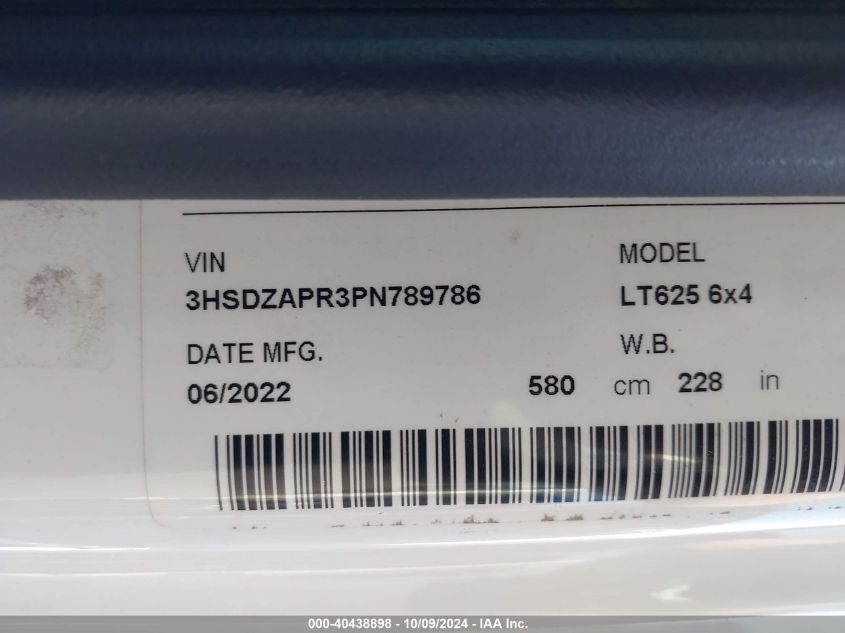 VIN MODEL
3HSDZAPR3PN789786 LT625 6x4
DATE MFG. W.B.
06/2022 580 cm 228 in
000-40438898 - 10/09/2024 - IAA Inc.